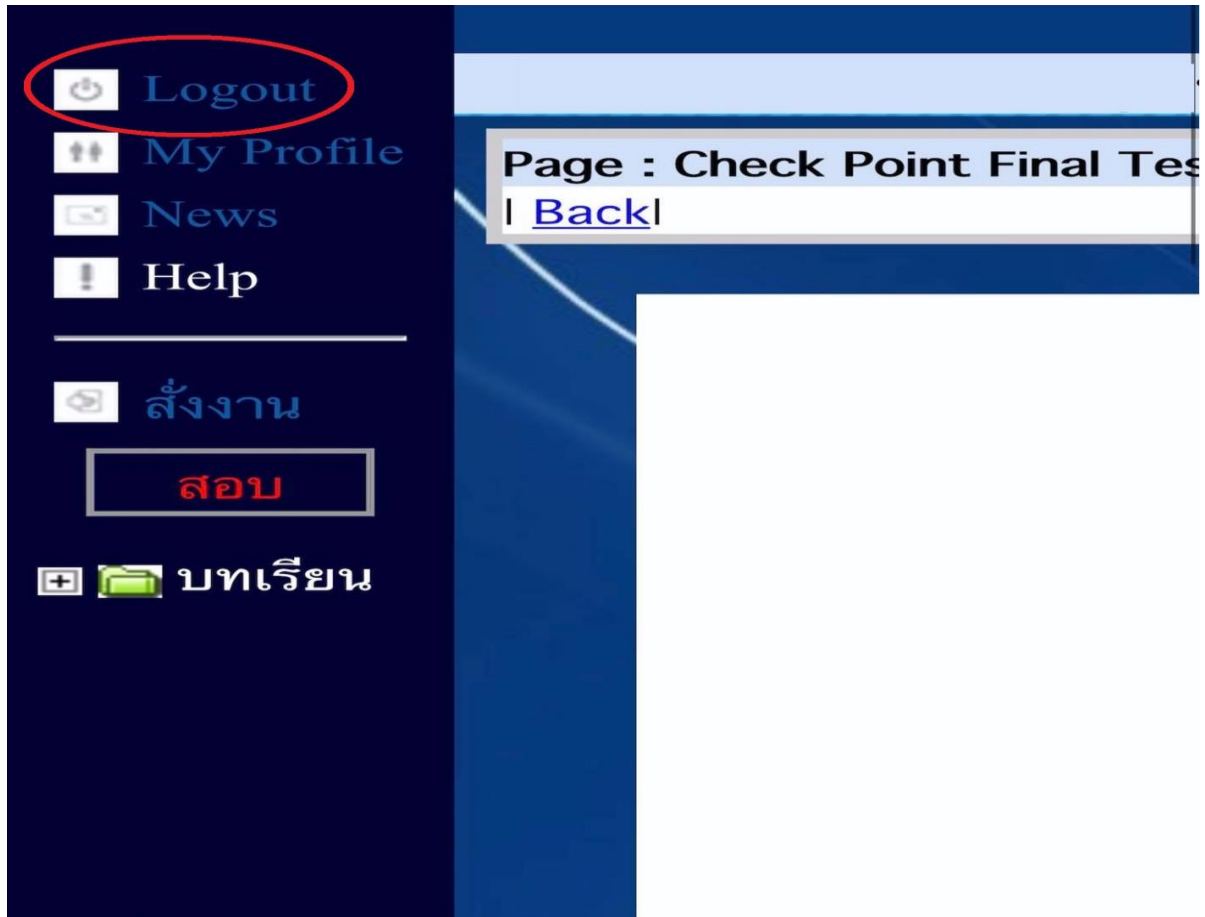 Logout
My Profile
News
Help
สั่งงาน
สอบ
บทเรียน
Page : Check Point Final Tes
| Back|